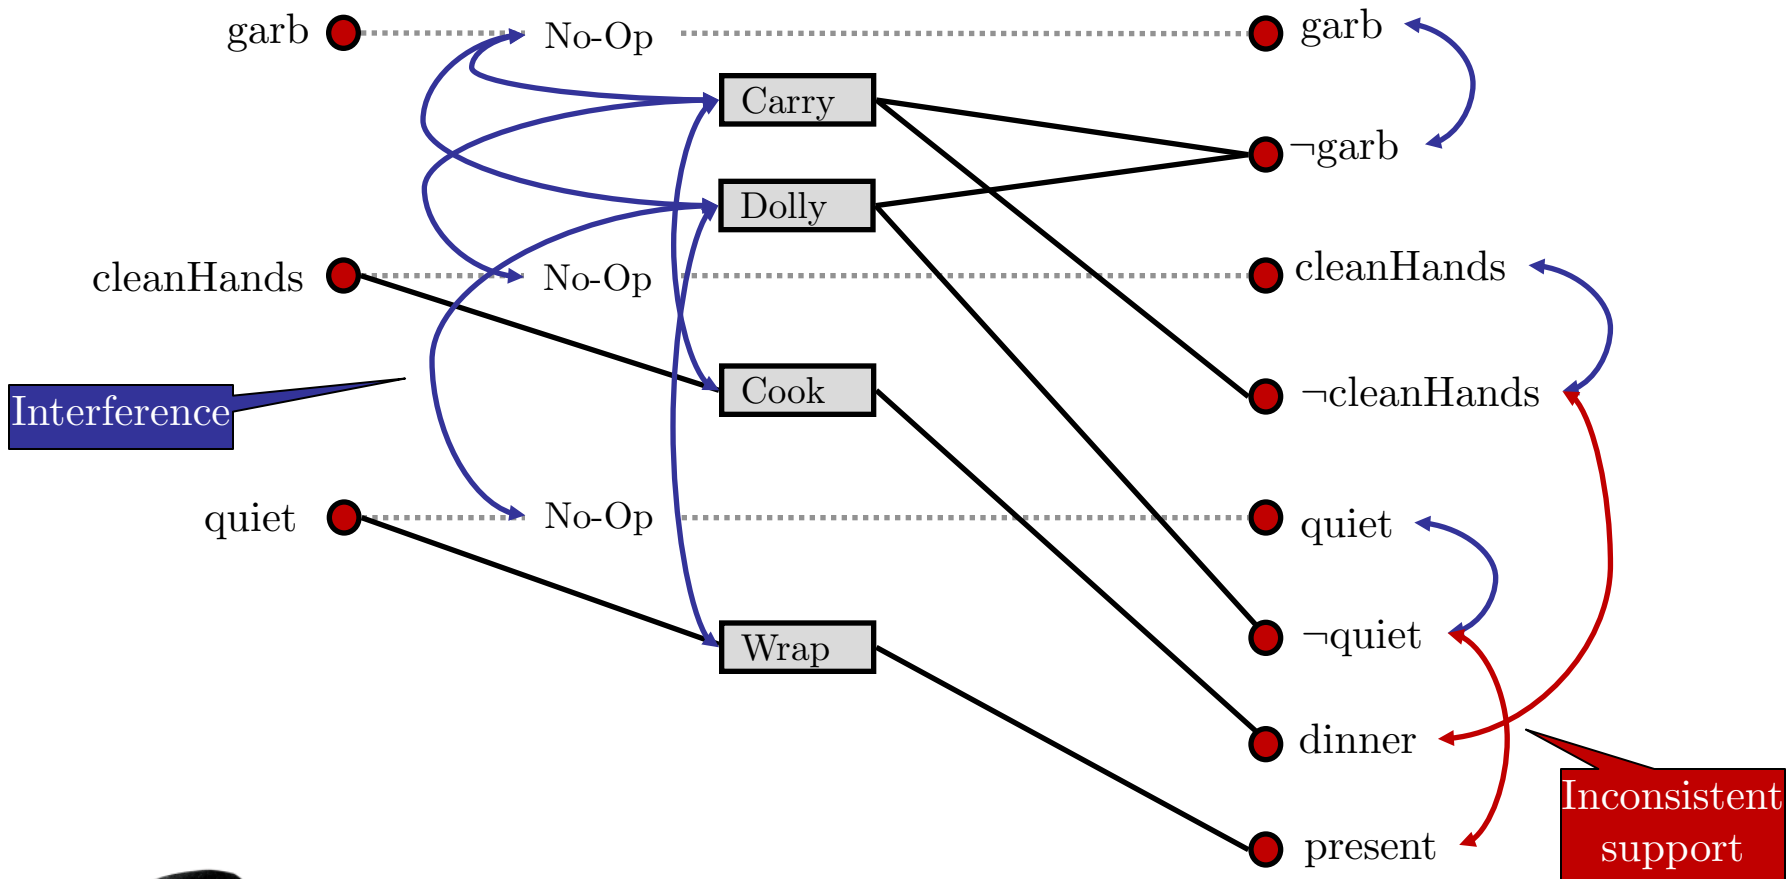 garb
No-Op
garb
Carry
¬garb
Dolly
cleanHands
No-Op
cleanHands
Cook
¬cleanHands
Interference
quiet
No-Op
quiet
Wrap
¬quiet
dinner
Inconsistent
support
present